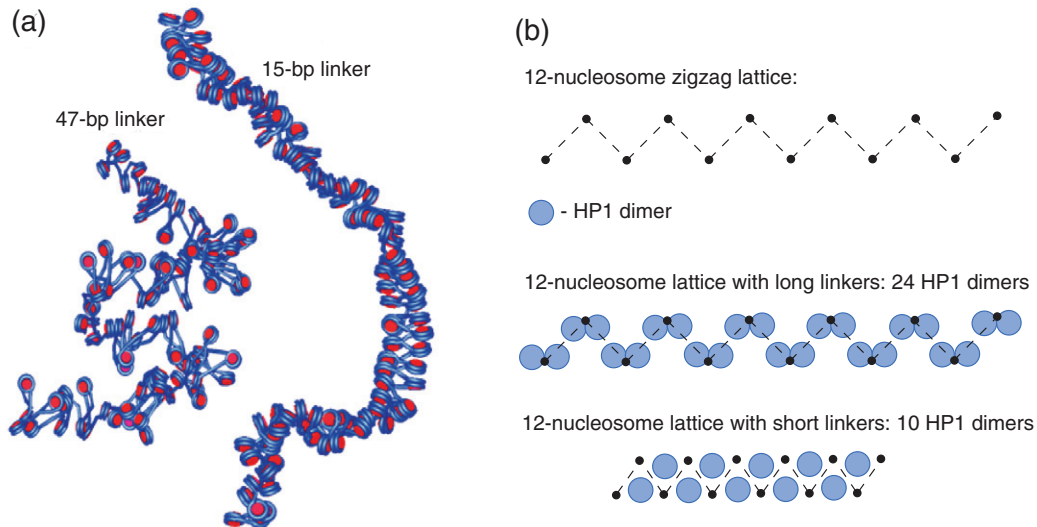 (a)
15-bp linker
47-bp linker
(b)
12-nucleosome zigzag lattice:
- HP1 dimer
12-nucleosome lattice with long linkers: 24 HP1 dimers
12-nucleosome lattice with short linkers: 10 HP1 dimers